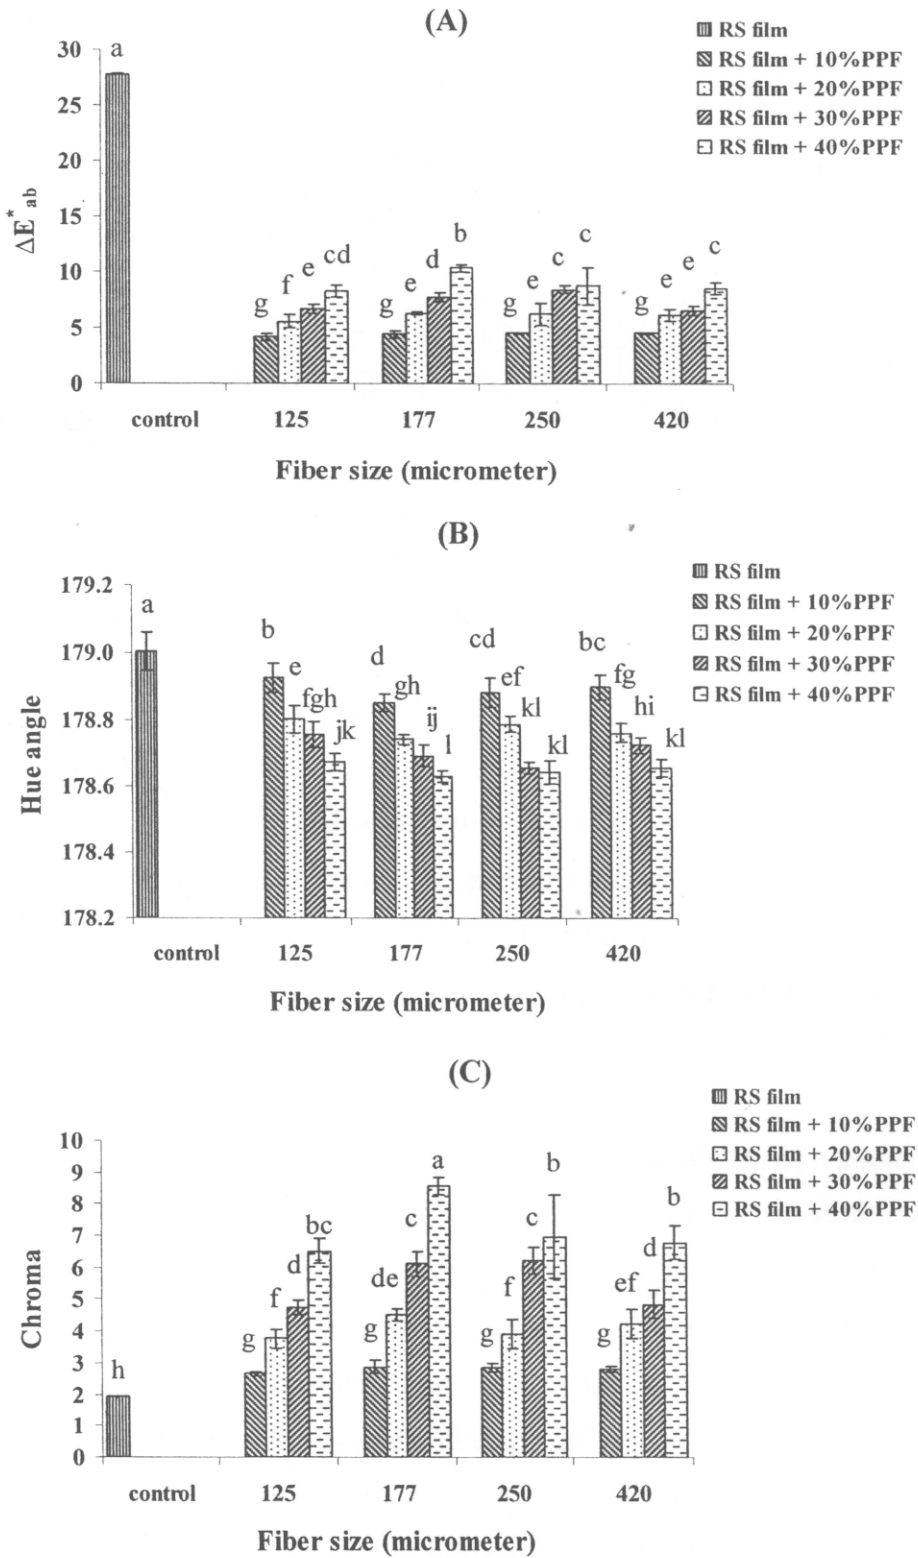 (A)
RS film
RS film + 10%PPF
RS film + 20%PPF
RS film + 30%PPF
RS film + 40%PPF
30
25
20
15
10
5
0
ΔE*ab
a
g f e cd
g e d b
g e c c
g e e c
control 125 177 250 420
Fiber size (micrometer)
(B)
RS film
RS film + 10%PPF
RS film + 20%PPF
RS film + 30%PPF
RS film + 40%PPF
179.2
179.0
178.8
178.6
178.4
178.2
Hue angle
a
b e fgh jk
d gh ij l
cd ef kl kl
bc fg hi kl
control 125 177 250 420
Fiber size (micrometer)
(C)
RS film
RS film + 10%PPF
RS film + 20%PPF
RS film + 30%PPF
RS film + 40%PPF
10
9
8
7
6
5
4
3
2
1
0
Chroma
h
g f d bc
g de c a
g f c b
g ef d b
control 125 177 250 420
Fiber size (micrometer)